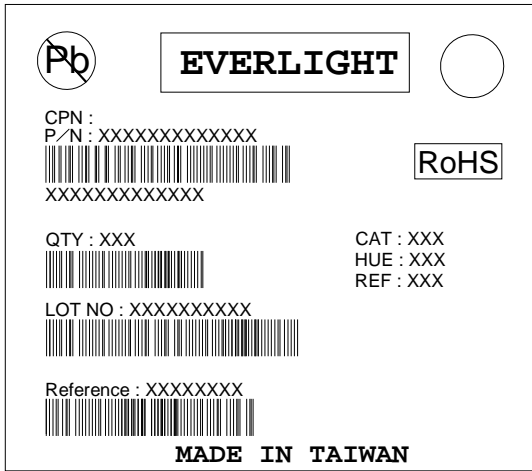 Pb
EVERLIGHT
CPN :
P/N : XXXXXXXXXXXXX
RoHS
XXXXXXXXXXXXX
QTY : XXX
CAT : XXX
HUE : XXX
REF : XXX
LOT NO : XXXXXXXXXX
Reference : XXXXXXXX
MADE IN TAIWAN